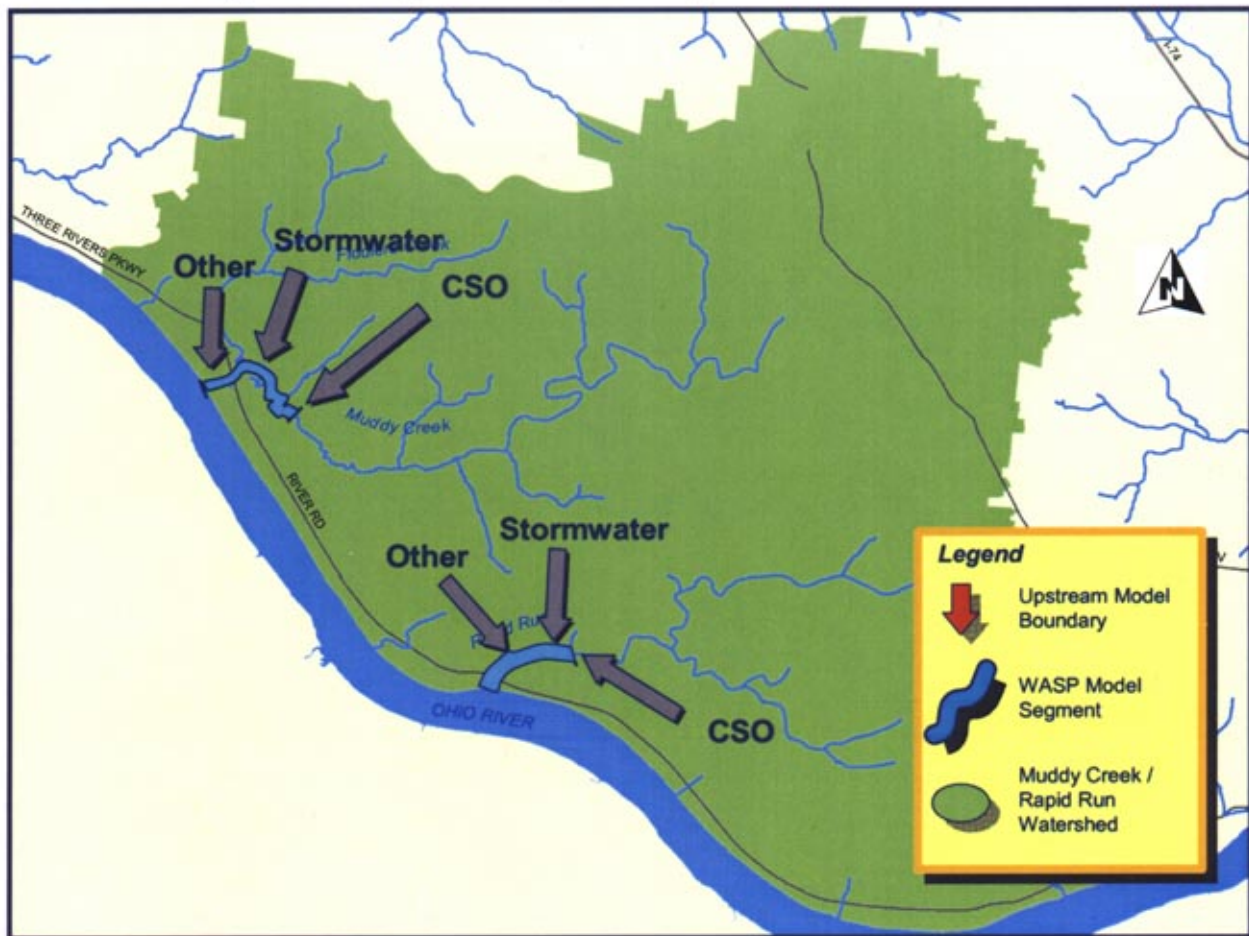 I-74
THREE RIVERS PKWY
Stormwater
Other
CSO
N
Muddy Creek
RIVER RD
Stormwater
Other
OHIO RIVER
CSO
Legend
Upstream Model
Boundary
WASP Model
Segment
Muddy Creek /
Rapid Run
Watershed